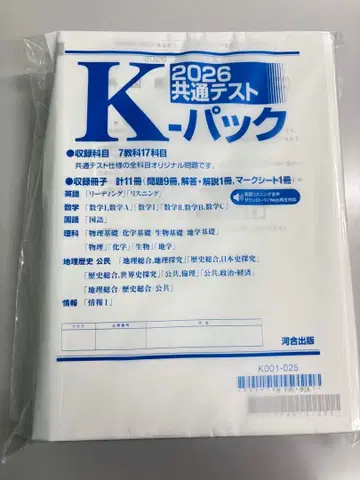 2026
共通テスト
K-パック
●収録科目 7教科17科目
共通テスト仕様の全科目オリジナル問題です。
●収録冊子 計11冊(問題9冊,解答・解説1冊,マークシート1冊)
英語 「リーディング」「リスニング」
英語リスニング音声
ダウンロード&Web再生対応
数学 「数学I,数学A」「数学I」「数学II,数学B,数学C」
国語 「国語」
理科 「物理基礎 化学基礎 生物基礎 地学基礎」
「物理」「化学」「生物」「地学」
地理歴史 公民 「地理総合,地理探究」「歴史総合,日本史探究」
「歴史総合,世界史探究」「公共,倫理」「公共,政治・経済」
「地理総合 歴史総合 公共」
情報 「情報I」
河合出版
K001-025